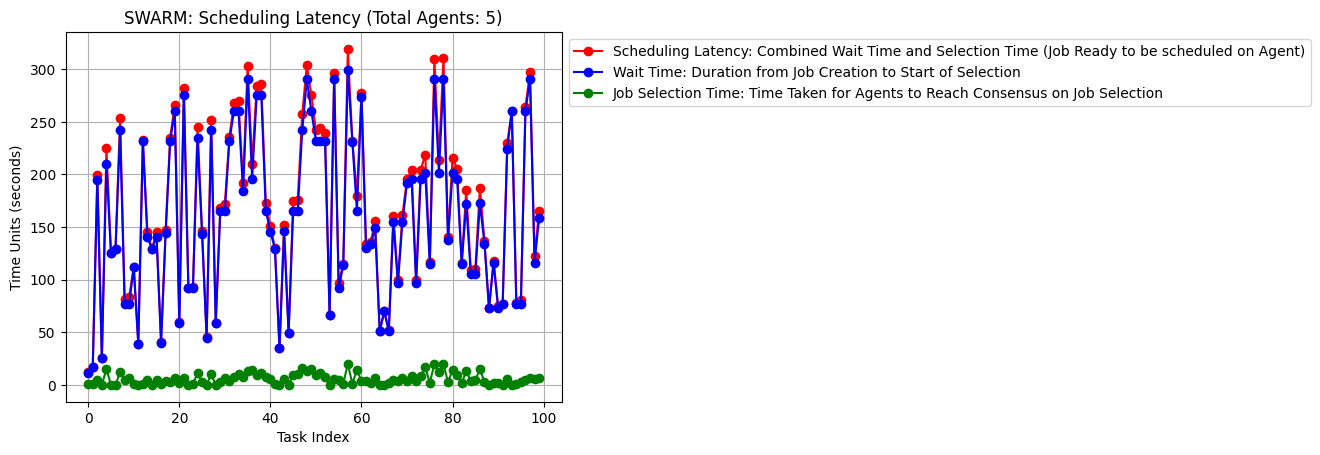 SWARM: Scheduling Latency (Total Agents: 5)
Scheduling Latency: Combined Wait Time and Selection Time (Job Ready to be scheduled on Agent)
Wait Time: Duration from Job Creation to Start of Selection
Job Selection Time: Time Taken for Agents to Reach Consensus on Job Selection
Time Units (seconds)
300
250
200
150
100
50
0
0 20 40 60 80 100
Task Index